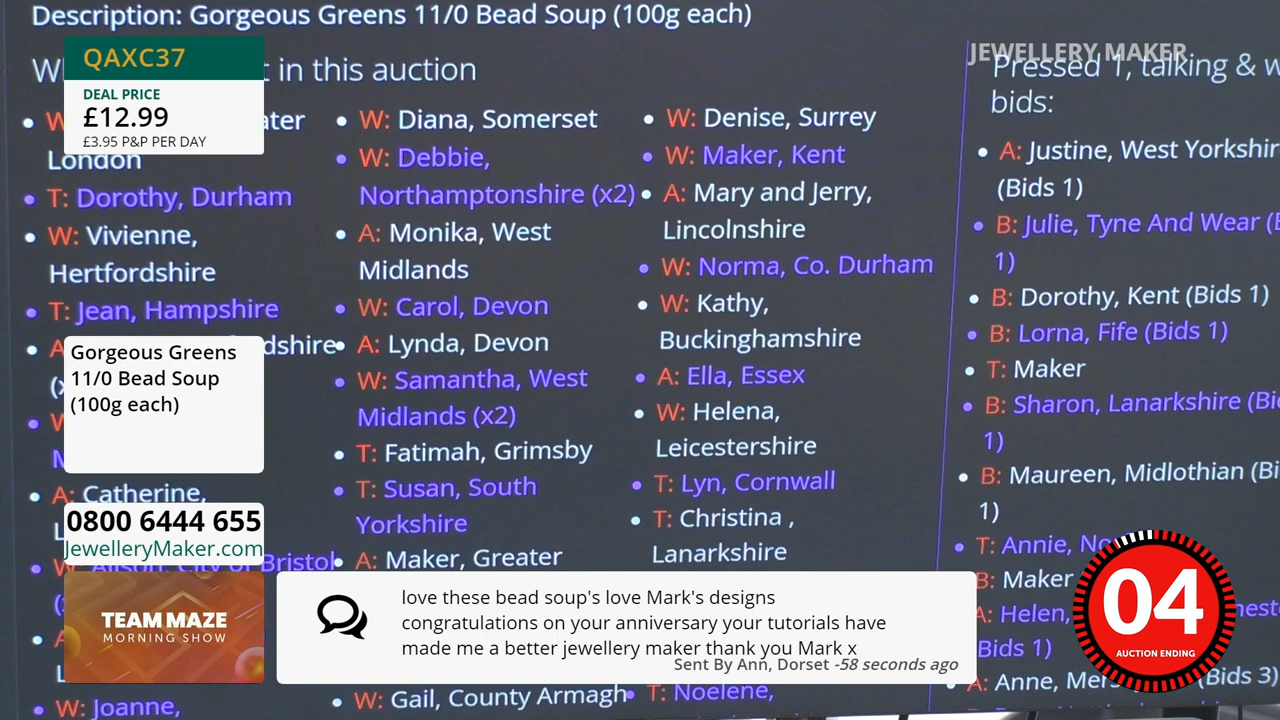 Description: Gorgeous Greens 11/0 Bead Soup (100g each)
in this auction
London
T: Dorothy, Durham
W: Vivienne,
Hertfordshire
T: Jean, Hampshire
Catherine,
W: Joanne,
W: Diana, Somerset
W: Debbie,
Northamptonshire (x2)
A: Monika, West
Midlands
W: Carol, Devon
A: Lynda, Devon
W: Samantha, West
Midlands (x2)
T: Fatimah, Grimsby
T: Susan, South
Yorkshire
A: Maker, Greater
W: Gail, County Armagh
W: Denise, Surrey
W: Maker, Kent
A: Mary and Jerry,
Lincolnshire
W: Norma, Co. Durham
W: Kathy,
Buckinghamshire
A: Ella, Essex
W: Helena,
Leicestershire
T: Lyn, Cornwall
T: Christina ,
Lanarkshire
T: Noelene,
Pressed 1, talking &
bids:
A: Justine, West
(Bids 1)
B: Julie, Tyne And Wear
1)
B: Dorothy, Kent (Bids 1)
B: Lorna, Fife (Bids 1)
T: Maker
B: Sharon, Lanarkshire
1)
B: Maureen, Midlothian
1)
T: Annie,
B: Maker
A: Helen,
Bids 1)
A: Anne, (Bids 3)
JEWELLERY MAKER
QAXC37
DEAL PRICE
£12.99
£3.95 P&P PER DAY
Gorgeous Greens
11/0 Bead Soup
(100g each)
0800 6444 655
JewelleryMaker.com
TEAM MAZE
MORNING SHOW
love these bead soup's love Mark's designs
congratulations on your anniversary your tutorials have
made me a better jewellery maker thank you Mark x
Sent By Ann, Dorset -58 seconds ago
04
AUCTION ENDING